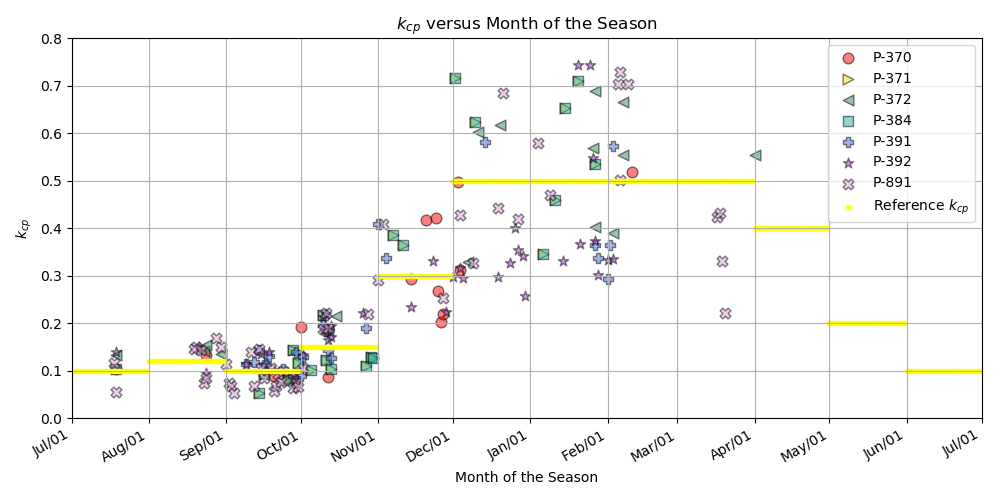 k_cp versus Month of the Season
k_cp
0.8
0.7
0.6
0.5
0.4
0.3
0.2
0.1
0.0
P-370
P-371
P-372
P-384
P-391
P-392
P-891
Reference k_cp
Jul/01 Aug/01 Sep/01 Oct/01 Nov/01 Dec/01 Jan/01 Feb/01 Mar/01 Apr/01 May/01 Jun/01 Jul/01
Month of the Season